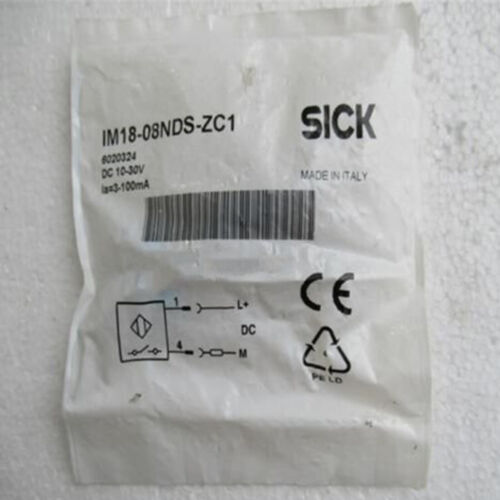 IM18-08NDS-ZC1
SICK
6020324
DC 10-30V
Ia=3-100mA
MADE IN ITALY
CE
1
L+
DC
4
M
PE LD